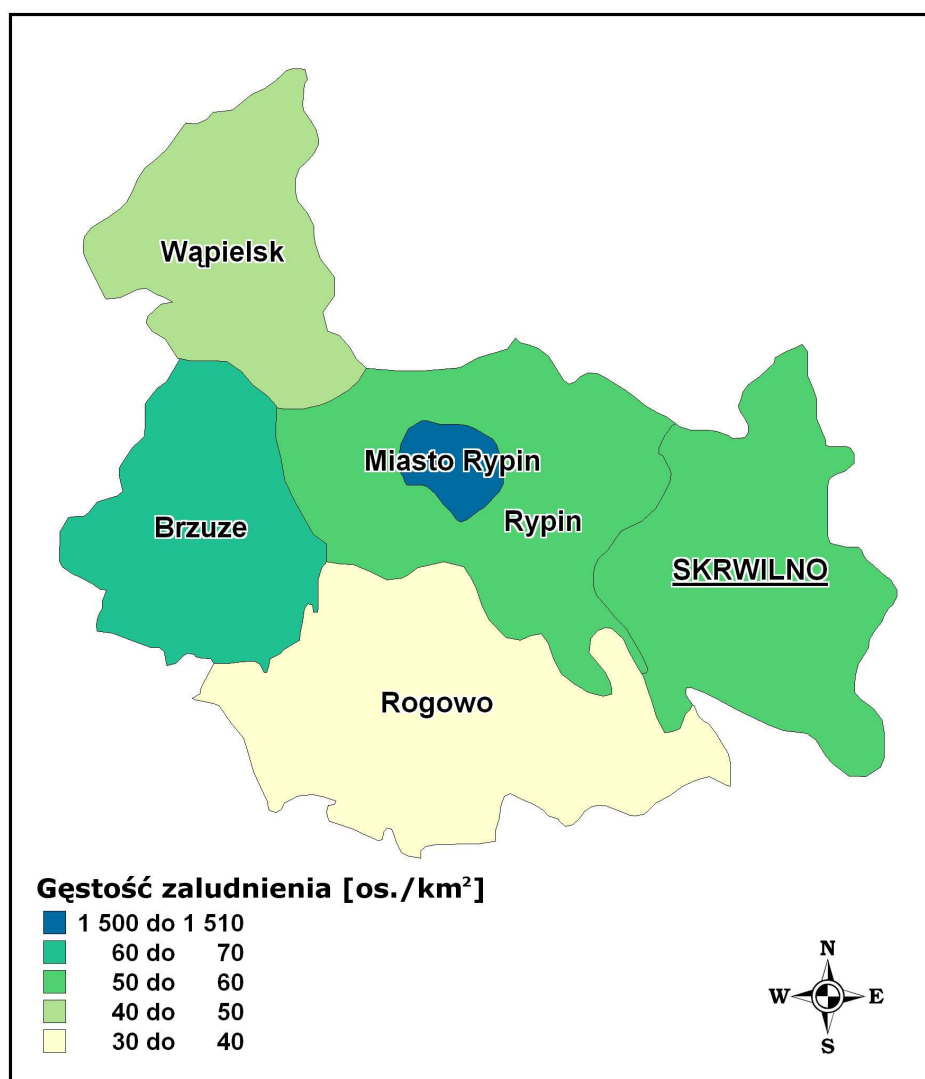 Wąpielsk
Miasto Rypin
Brzuze
Rypin
SKRWILNO
Rogowo
Gęstość zaludnienia [os./km²]
1 500 do 1 510
60 do 70
50 do 60
40 do 50
30 do 40
N
W E
S